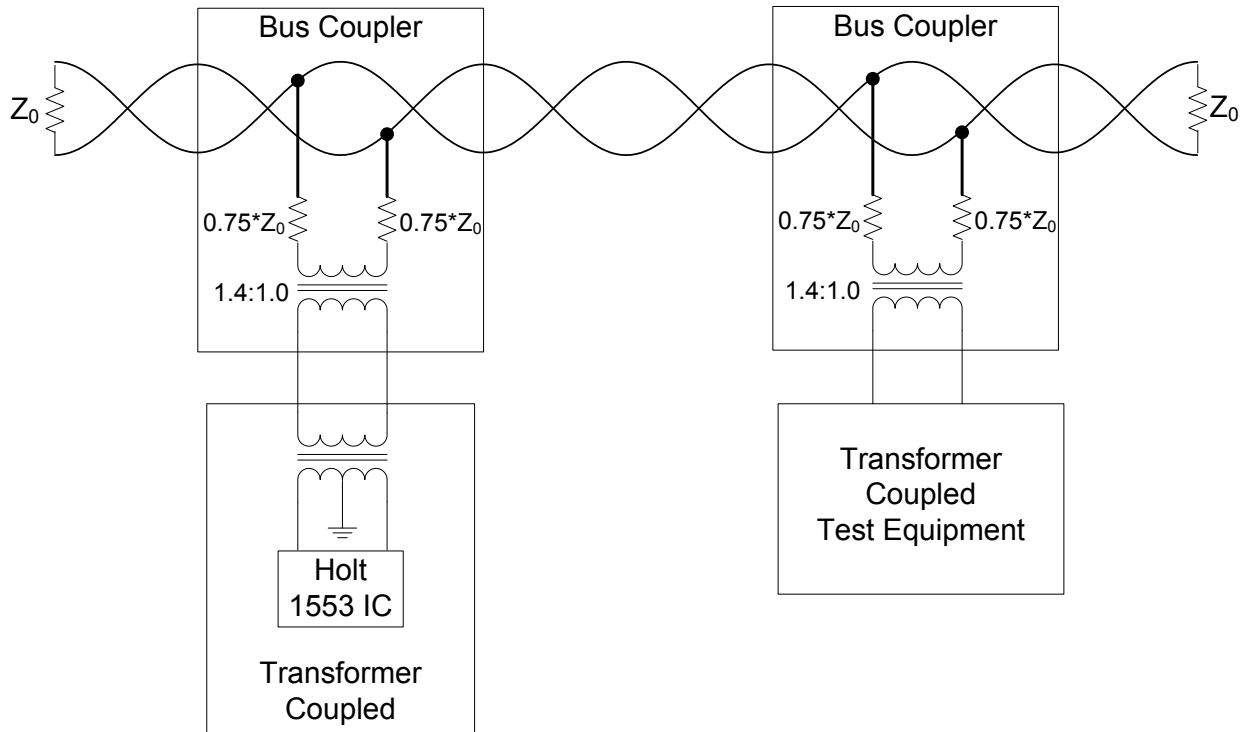 Bus Coupler
Bus Coupler
Z₀
Z₀
0.75*Z₀
0.75*Z₀
0.75*Z₀
0.75*Z₀
1.4:1.0
1.4:1.0
Transformer
Coupled
Test Equipment
Holt
1553 IC
Transformer
Coupled